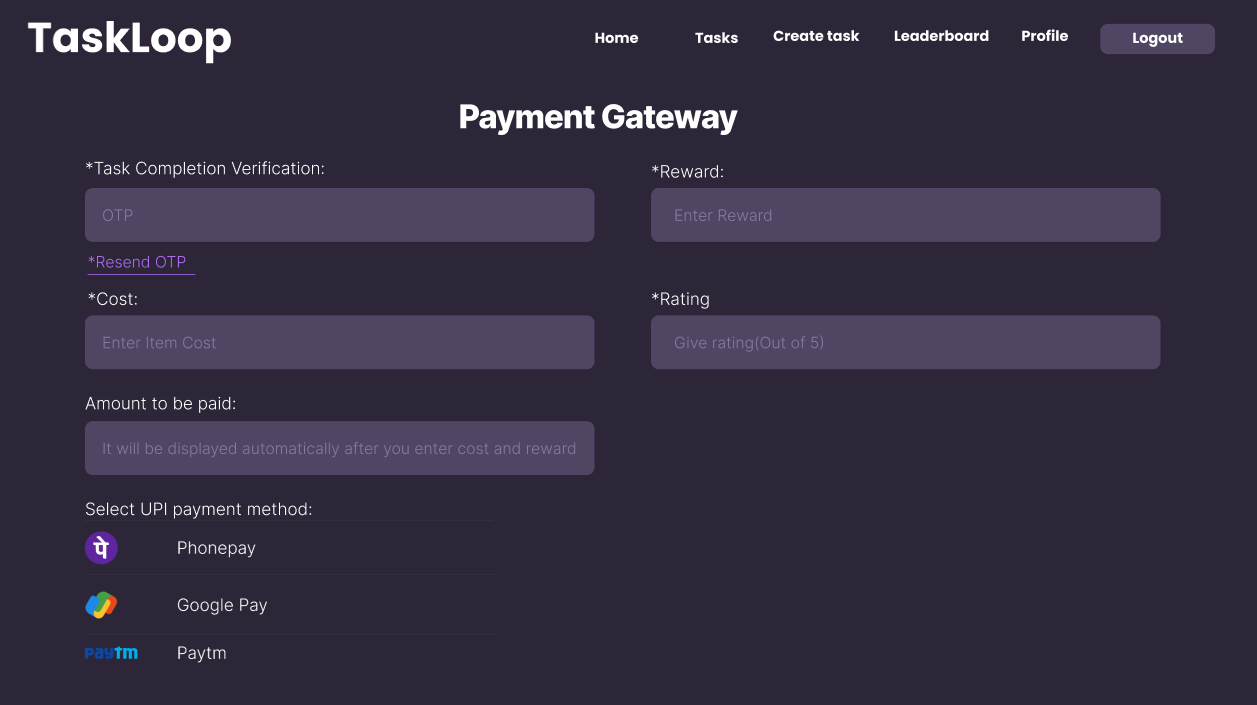 TaskLoop
Home Tasks Create task Leaderboard Profile Logout
Payment Gateway
*Task Completion Verification:
*Reward:
OTP
Enter Reward
*Resend OTP
*Cost:
*Rating
Enter Item Cost
Give rating(Out of 5)
Amount to be paid:
It will be displayed automatically after you enter cost and reward
Select UPI payment method:
पे Phonepay
Google Pay
paytm Paytm